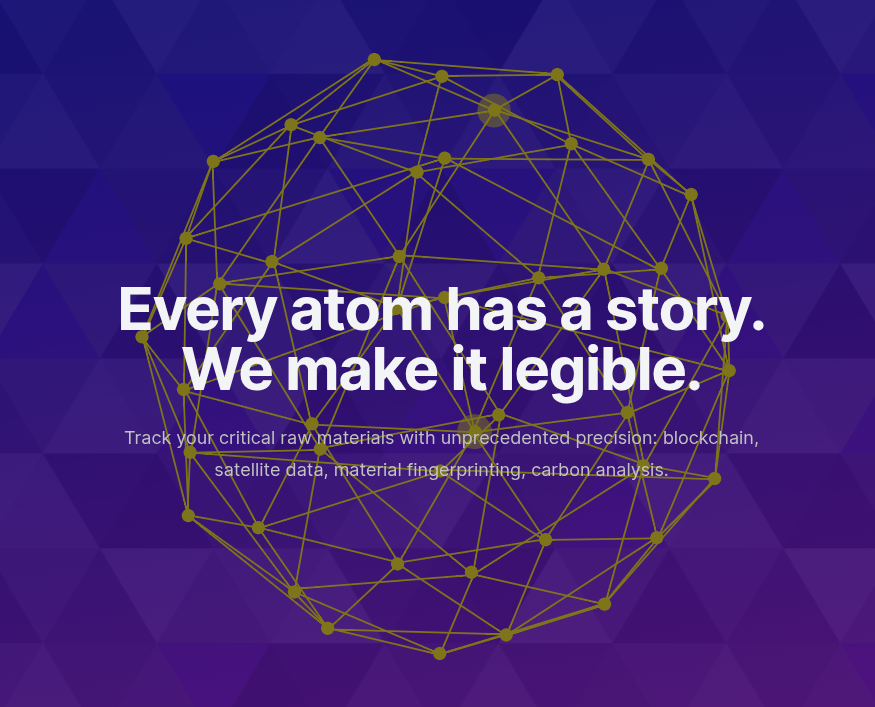 Every atom has a story.
We make it legible.
Track your critical raw materials with unprecedented precision: blockchain,
satellite data, material fingerprinting, carbon analysis.